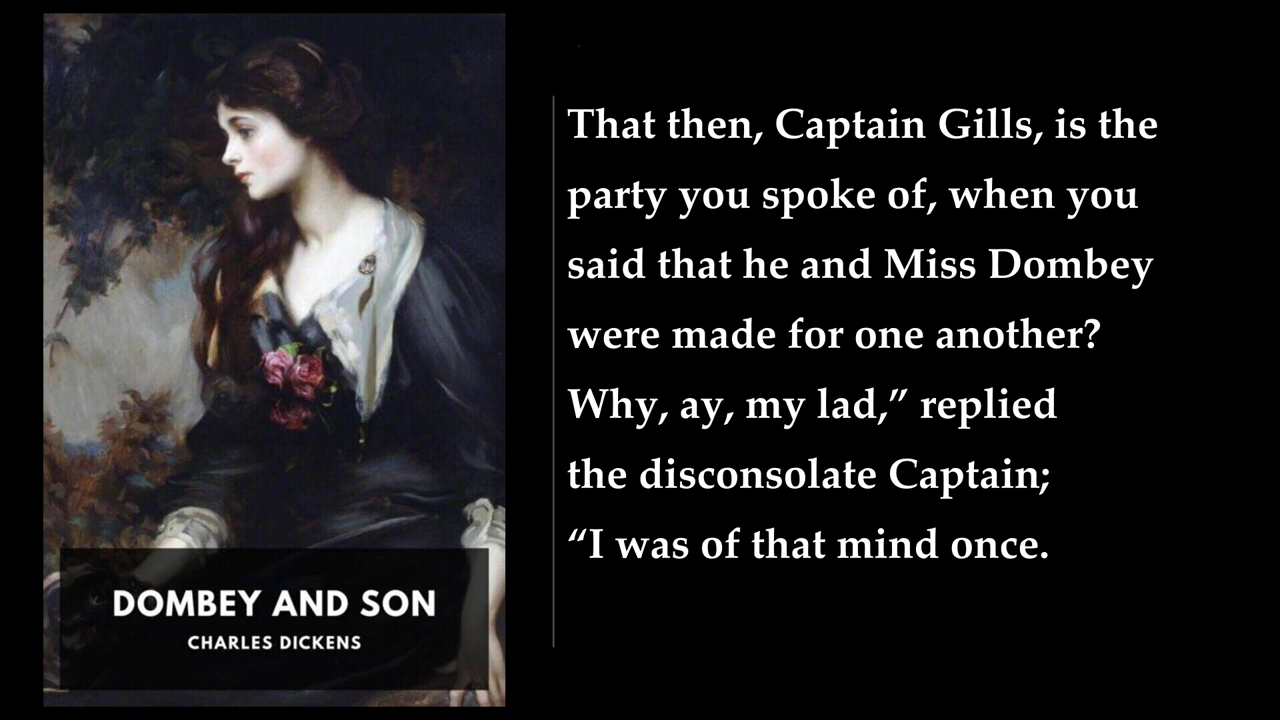 DOMBEY AND SON
CHARLES DICKENS
That then, Captain Gills, is the
party you spoke of, when you
said that he and Miss Dombey
were made for one another?
Why, ay, my lad,” replied
the disconsolate Captain;
“I was of that mind once.